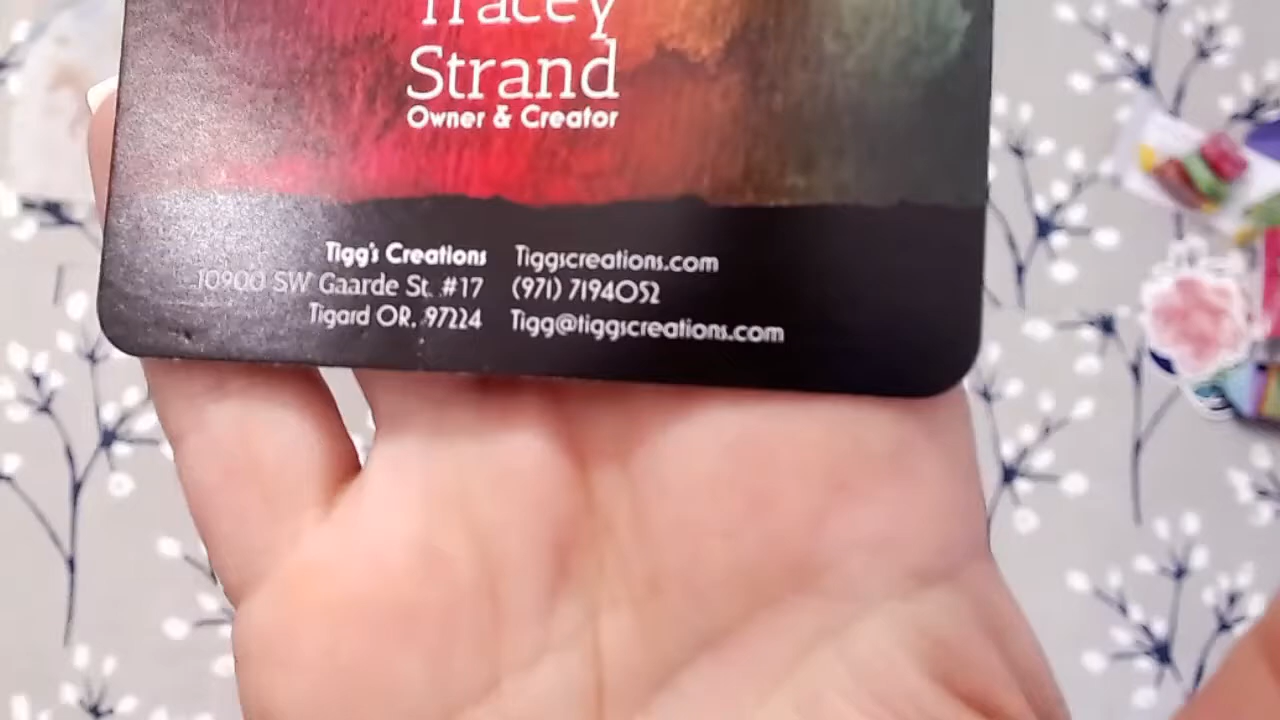 Tracey
Strand
Owner & Creator
Tigg's Creations
10900 SW Gaarde St. #17
Tigard OR. 97224
Tiggscreations.com
(971) 7194052
Tigg@tiggscreations.com